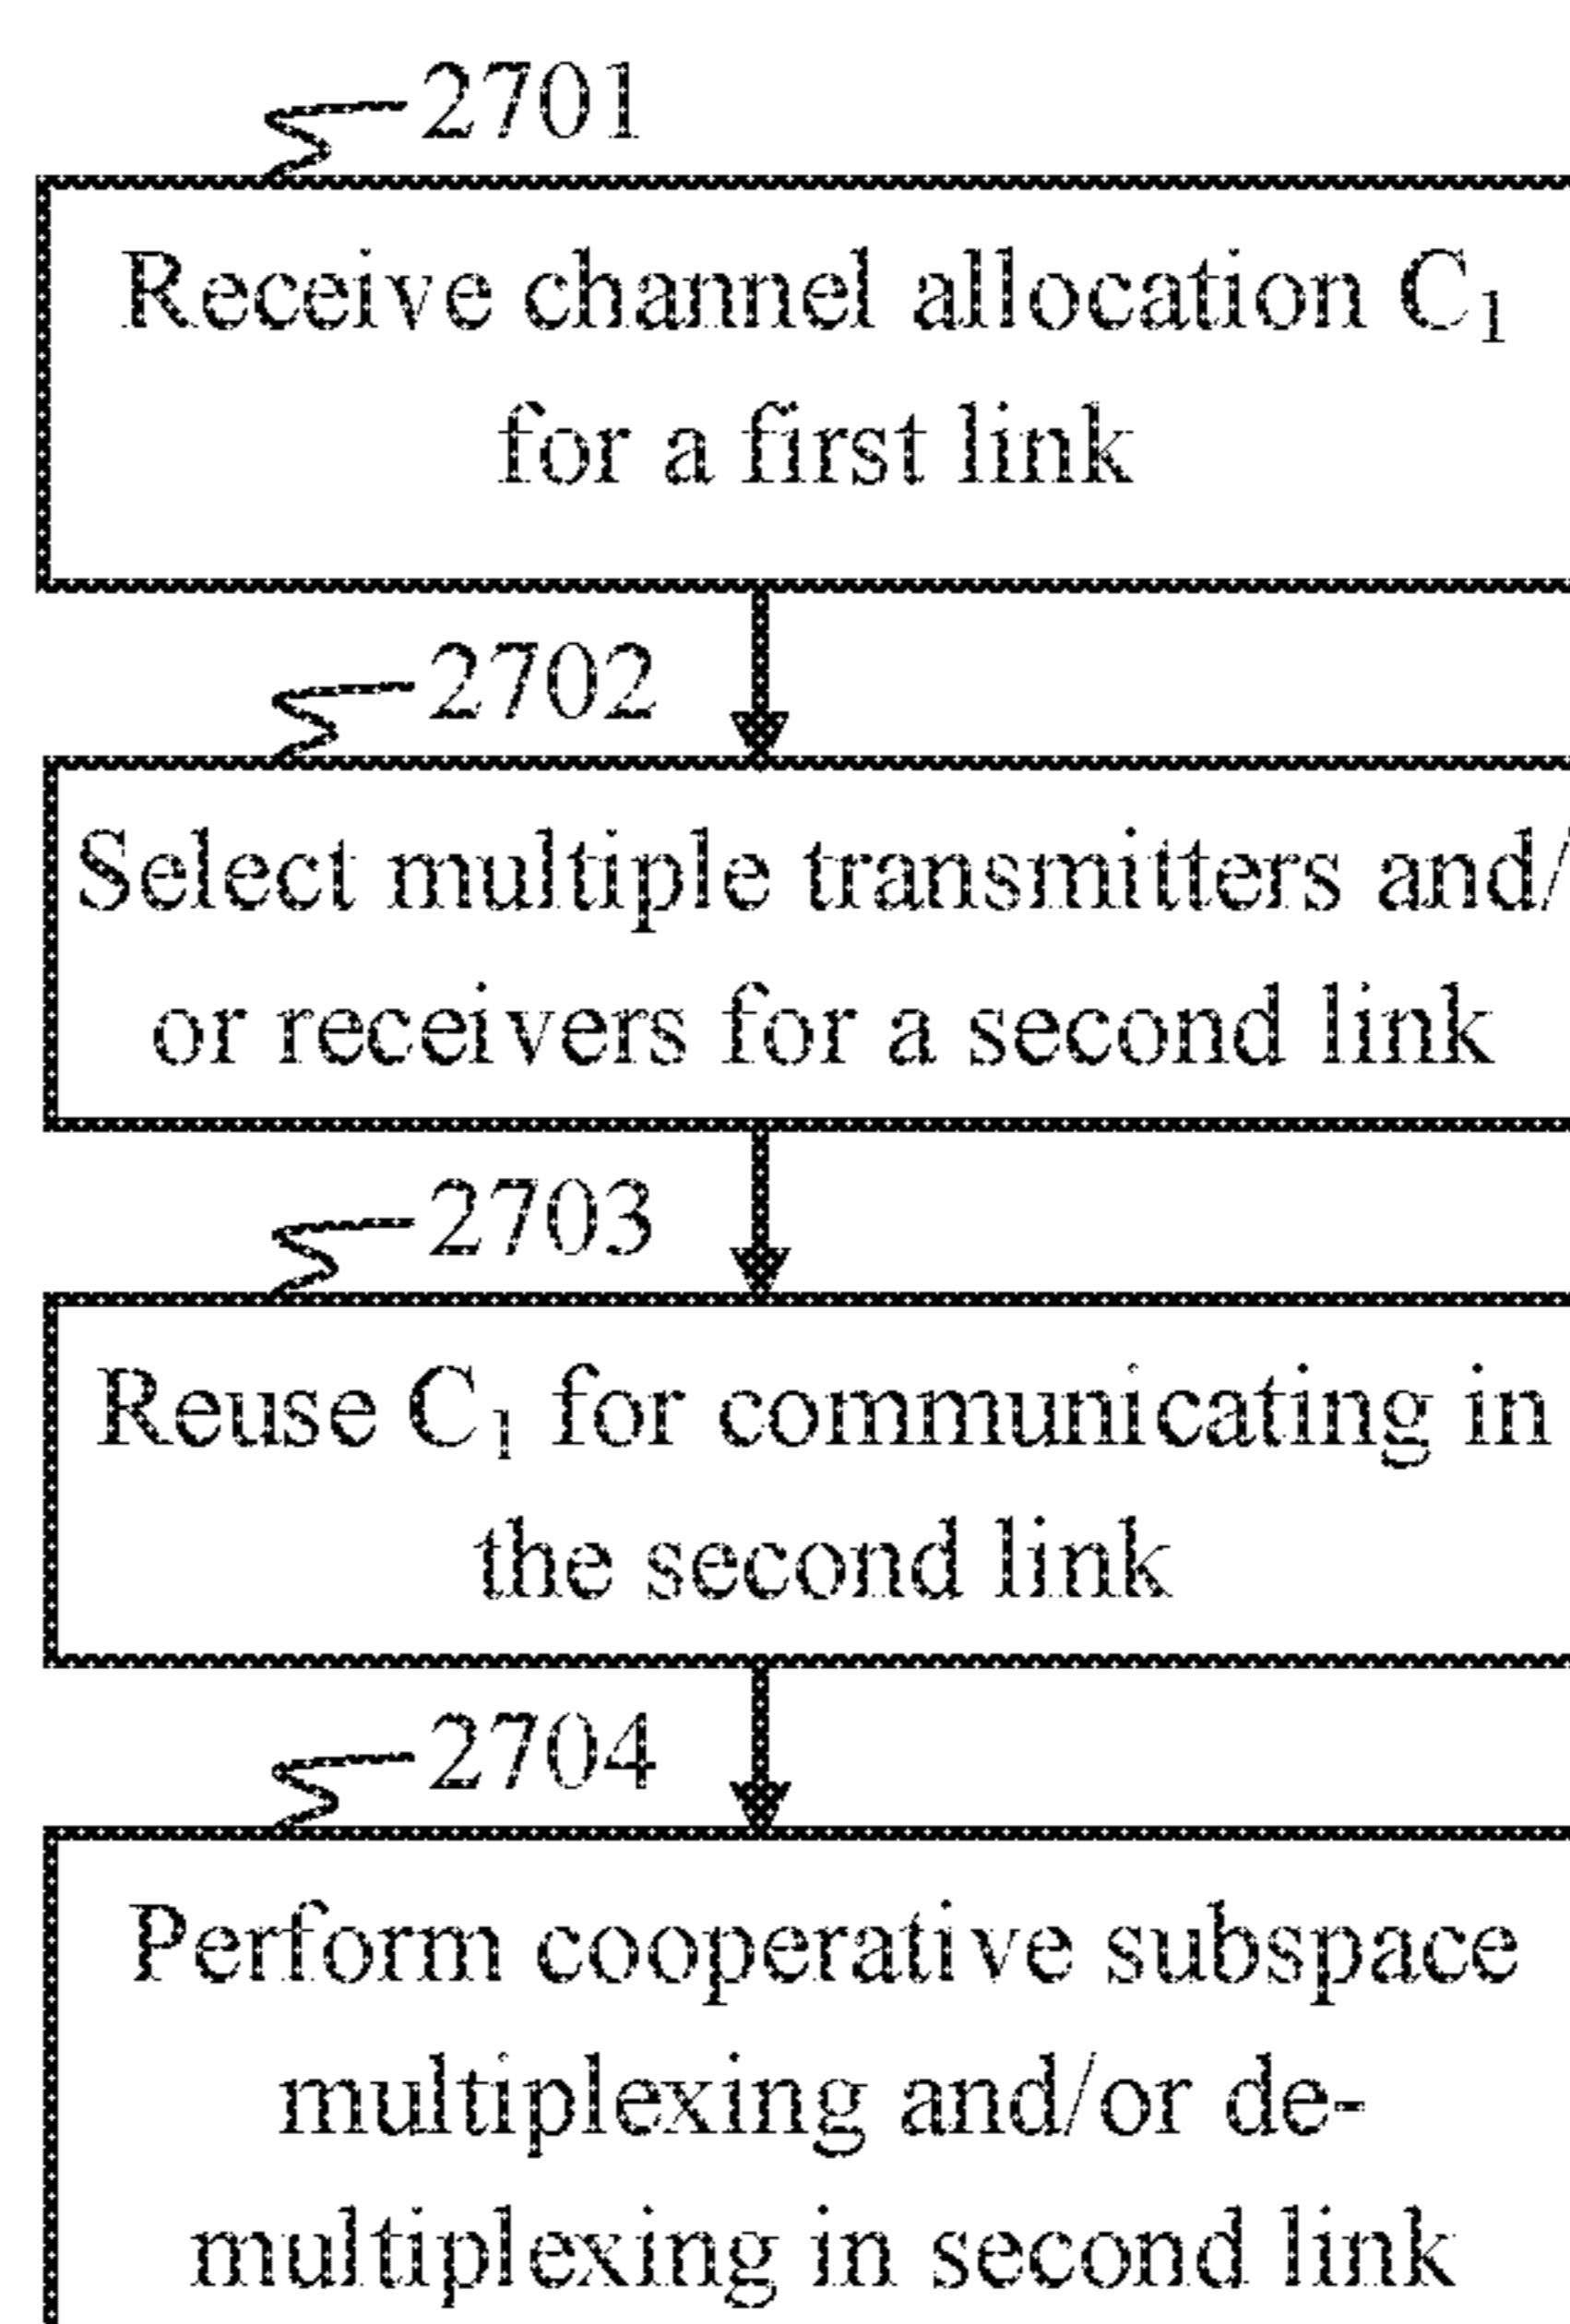 2701
Receive channel allocation C₁
for a first link
2702
Select multiple transmitters and/
or receivers for a second link
2703
Reuse C₁ for communicating in
the second link
2704
Perform cooperative subspace
multiplexing and/or de-
multiplexing in second link